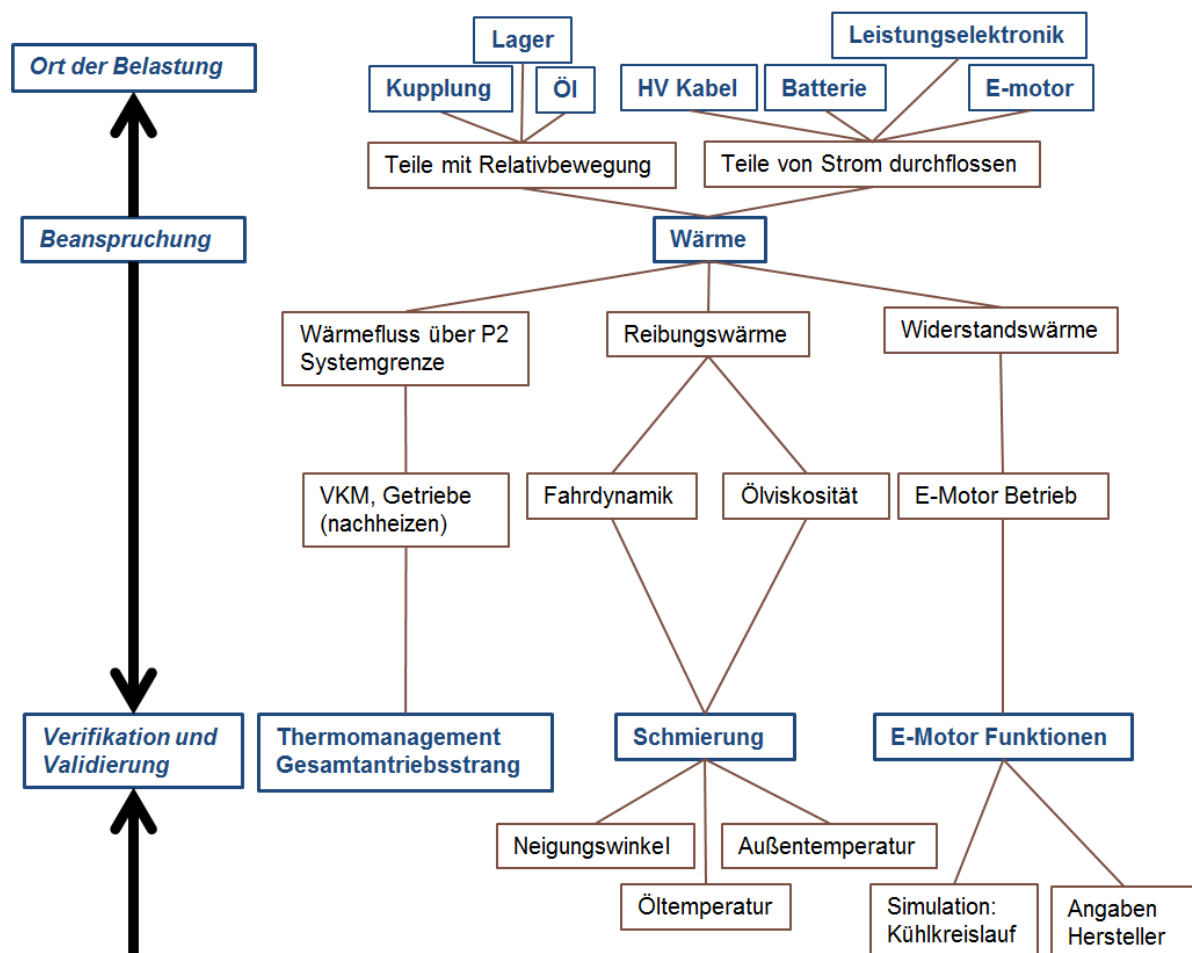 Lager
Leistungselektronik
Ort der Belastung
Kupplung
Öl
HV Kabel
Batterie
E-motor
Teile mit Relativbewegung
Teile von Strom durchflossen
Beanspruchung
Wärme
Wärmefluss über P2
Systemgrenze
Reibungswärme
Widerstandswärme
VKM, Getriebe
(nachheizen)
Fahrdynamik
Ölviskosität
E-Motor Betrieb
Verifikation und
Validierung
Thermomanagement
Gesamtantriebsstrang
Schmierung
E-Motor Funktionen
Neigungswinkel
Außentemperatur
Öltemperatur
Simulation:
Kühlkreislauf
Angaben
Hersteller